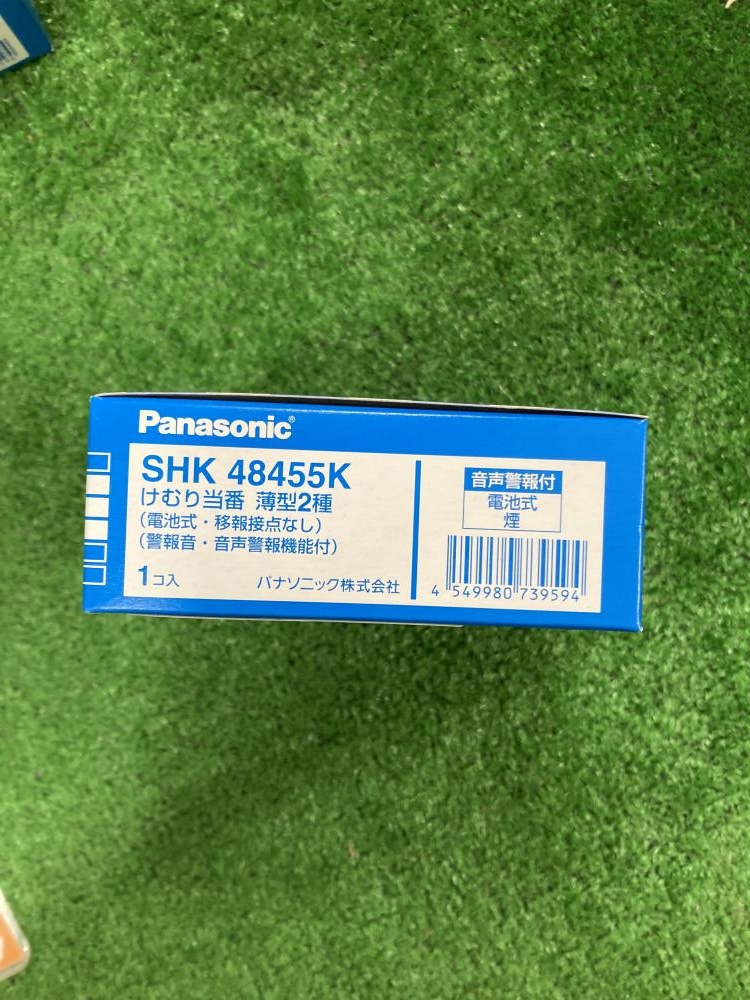 Panasonic
SHK 48455K
けむり当番 薄型2種
(電池式・移報接点なし)
(警報音・音声警報機能付)
1コ入
パナソニック株式会社
音声警報付
電池式
煙
4 549980 739594